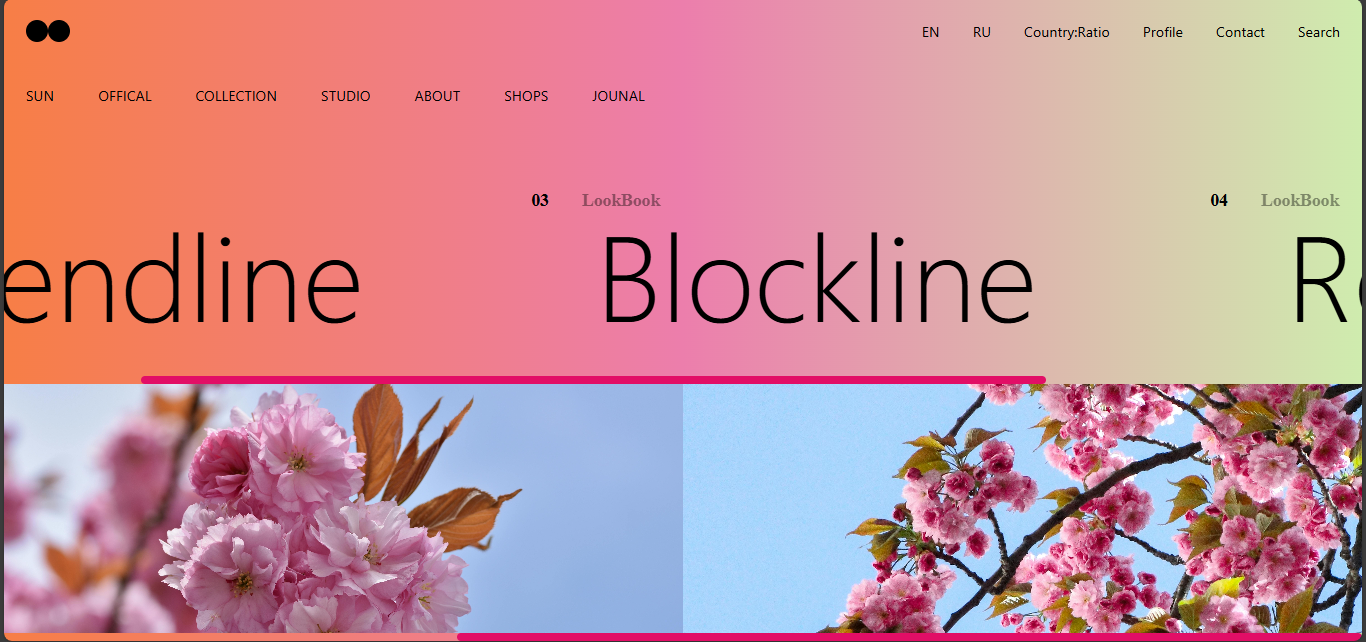 EN RU Country:Ratio Profile Contact Search
SUN OFFICAL COLLECTION STUDIO ABOUT SHOPS JOUNAL
03 LookBook
04 LookBook
endline
Blockline
R